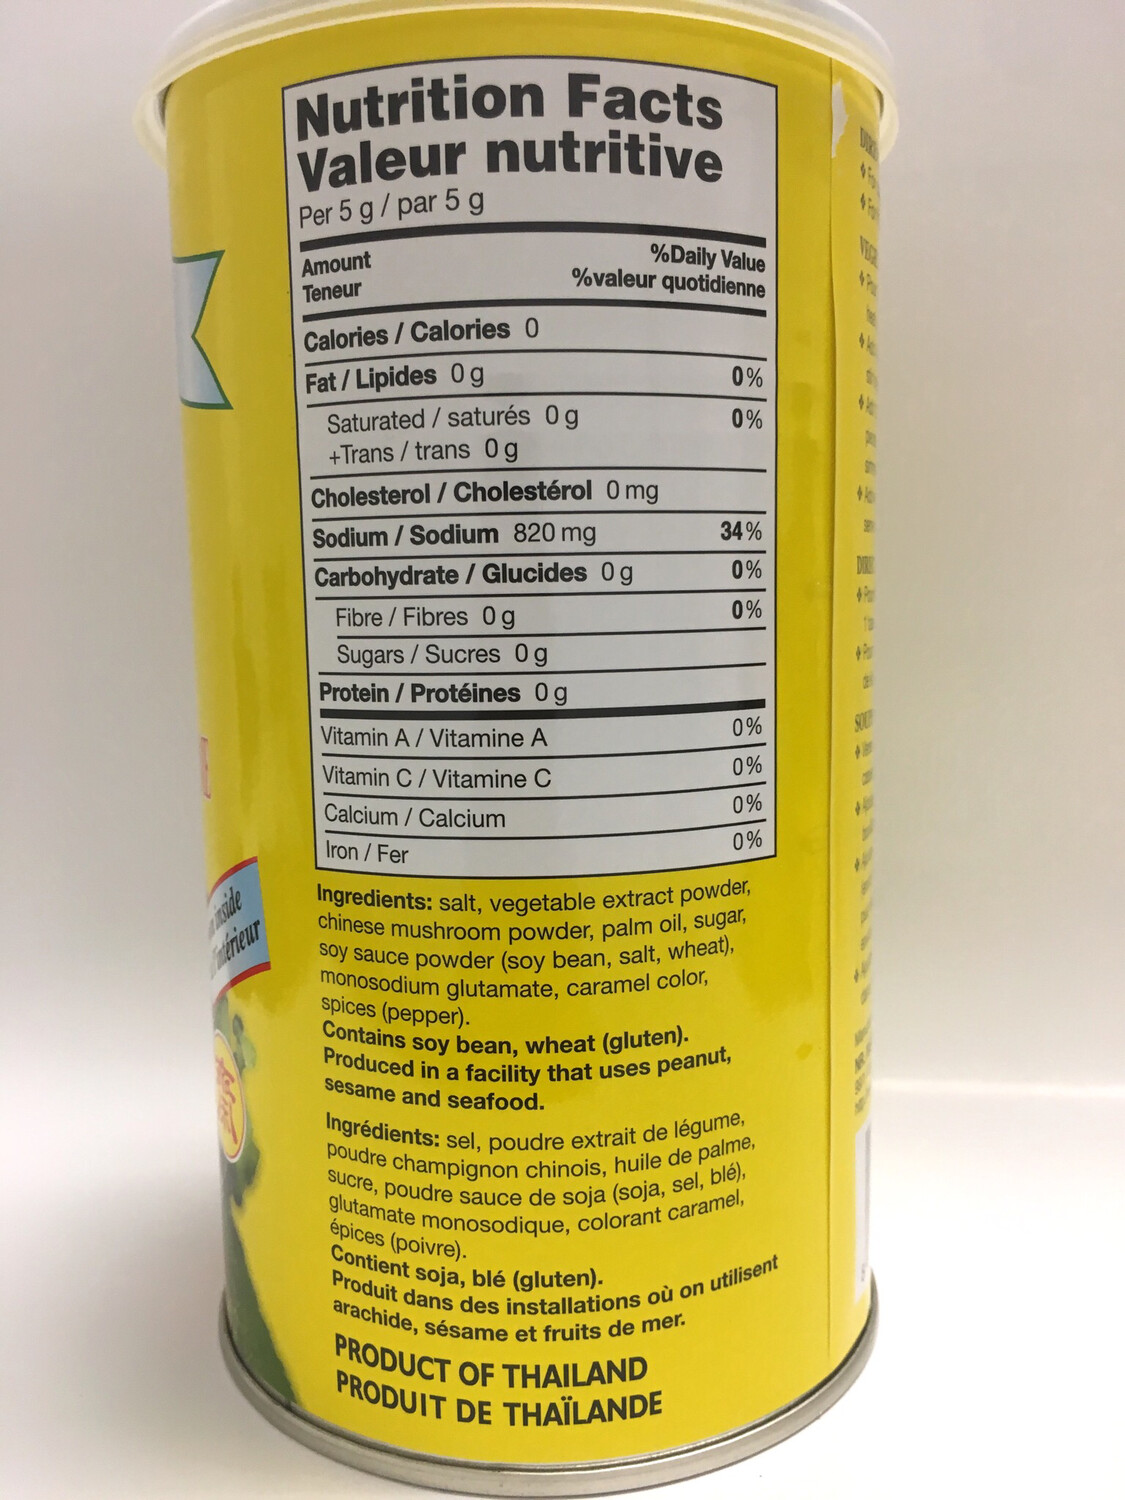 Nutrition Facts
Valeur nutritive
Per 5 g / par 5 g
Amount
%Daily Value
Teneur
%valeur quotidienne
Calories / Calories 0
Fat / Lipides 0 g 0%
Saturated / saturés 0 g 0%
+Trans / trans 0 g
Cholesterol / Cholestérol 0 mg
Sodium / Sodium 820 mg 34%
Carbohydrate / Glucides 0 g 0%
Fibre / Fibres 0 g 0%
Sugars / Sucres 0 g
Protein / Protéines 0 g
Vitamin A / Vitamine A 0%
Vitamin C / Vitamine C 0%
Calcium / Calcium 0%
Iron / Fer 0%
Ingredients: salt, vegetable extract powder,
chinese mushroom powder, palm oil, sugar,
soy sauce powder (soy bean, salt, wheat),
monosodium glutamate, caramel color,
spices (pepper).
Contains soy bean, wheat (gluten).
Produced in a facility that uses peanut,
sesame and seafood.
Ingrédients: sel, poudre extrait de légume,
poudre champignon chinois, huile de palme,
sucre, poudre sauce de soja (soja, sel, blé),
glutamate monosodique, colorant caramel,
épices (poivre).
Contient soja, blé (gluten).
Produit dans des installations où on utilisent
arachide, sésame et fruits de mer.
PRODUCT OF THAILAND
PRODUIT DE THAÏLANDE
inside